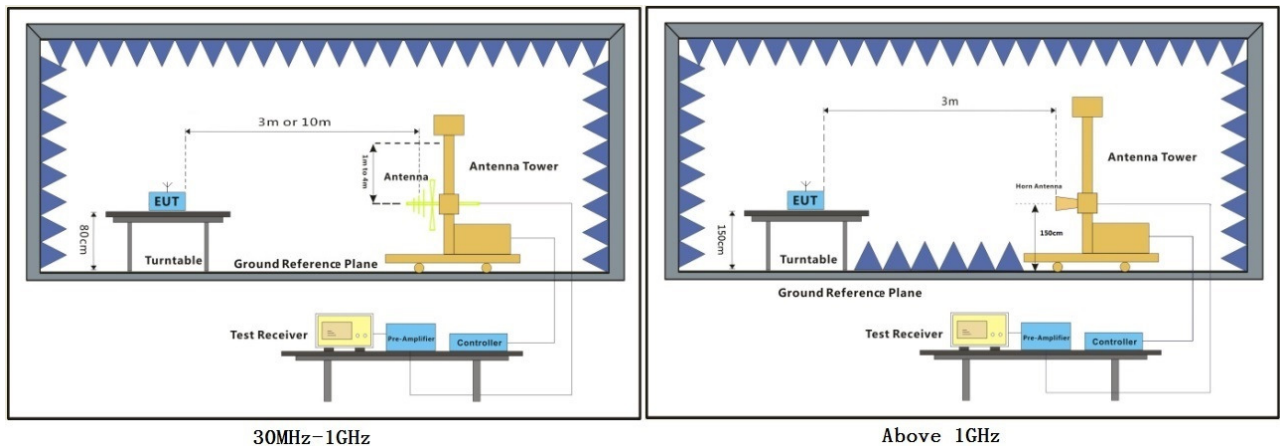 3m or 10m
1m to 4m
Antenna
Antenna Tower
EUT
80cm
Turntable
Ground Reference Plane
Test Receiver
Pre-Amplifier
Controller
30MHz-1GHz
3m
Antenna Tower
Horn Antenna
EUT
150cm
150cm
Turntable
Ground Reference Plane
Test Receiver
Pre-Amplifier
Controller
Above 1GHz